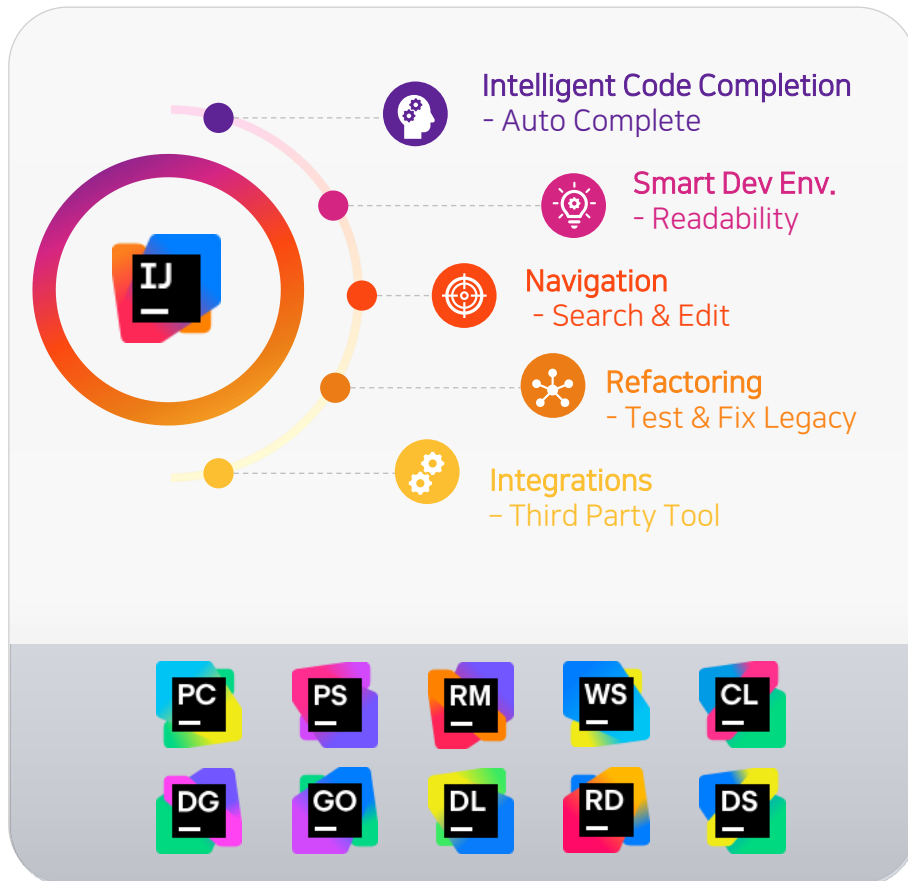 Intelligent Code Completion
- Auto Complete
Smart Dev Env.
- Readability
IJ
Navigation
- Search & Edit
Refactoring
- Test & Fix Legacy
Integrations
- Third Party Tool
PC PS RM WS CL
DG GO DL RD DS